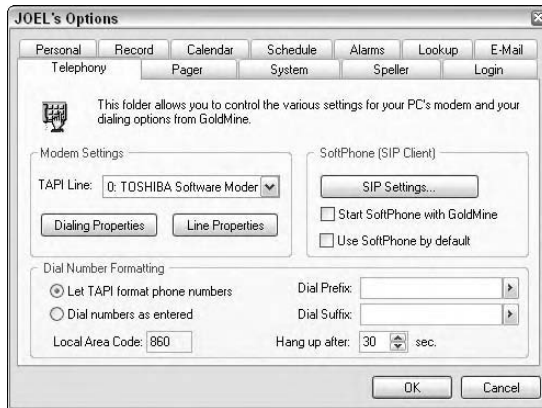 JOEL's Options
Personal Record Calendar Schedule Alarms Lookup E-Mail
Telephony Pager System Speller Login
This folder allows you to control the various settings for your PC's modem and your
dialing options from GoldMine.
Modem Settings
TAPI Line: 0: TOSHIBA Software Moder
Dialing Properties Line Properties
SoftPhone (SIP Client)
SIP Settings...
Start SoftPhone with GoldMine
Use SoftPhone by default
Dial Number Formatting
Let TAPI format phone numbers
Dial numbers as entered
Local Area Code: 860
Dial Prefix:
Dial Suffix:
Hang up after: 30 sec.
OK Cancel